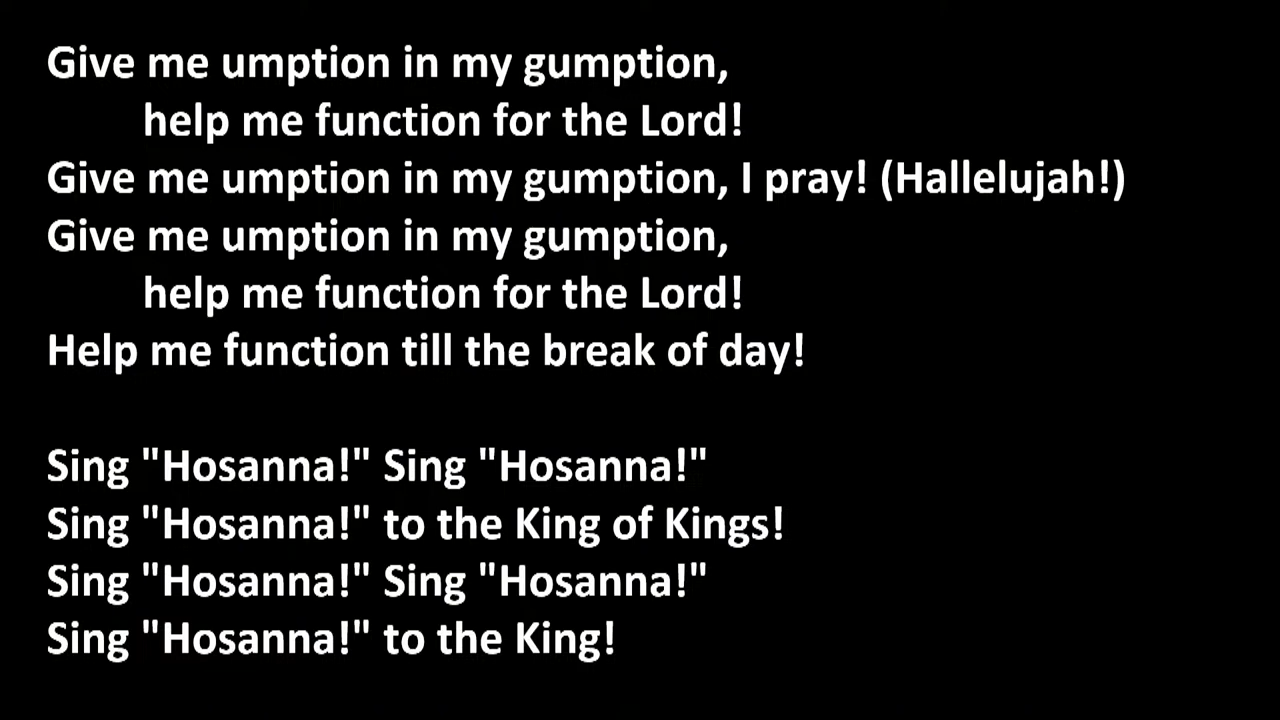 Give me umption in my gumption,
help me function for the Lord!
Give me umption in my gumption, I pray! (Hallelujah!)
Give me umption in my gumption,
help me function for the Lord!
Help me function till the break of day!
Sing "Hosanna!" Sing "Hosanna!"
Sing "Hosanna!" to the King of Kings!
Sing "Hosanna!" Sing "Hosanna!"
Sing "Hosanna!" to the King!